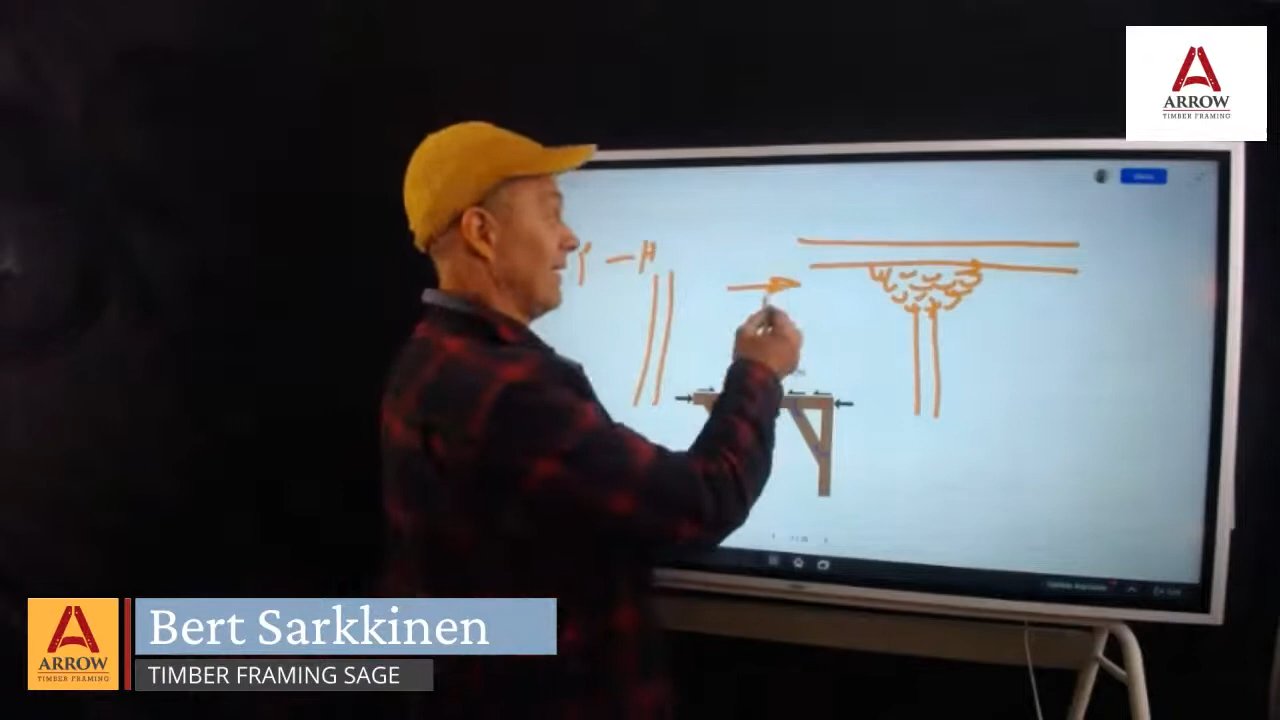 ARROW
TIMBER FRAMING
Bert Sarkkinen
TIMBER FRAMING SAGE
ARROW
TIMBER FRAMING